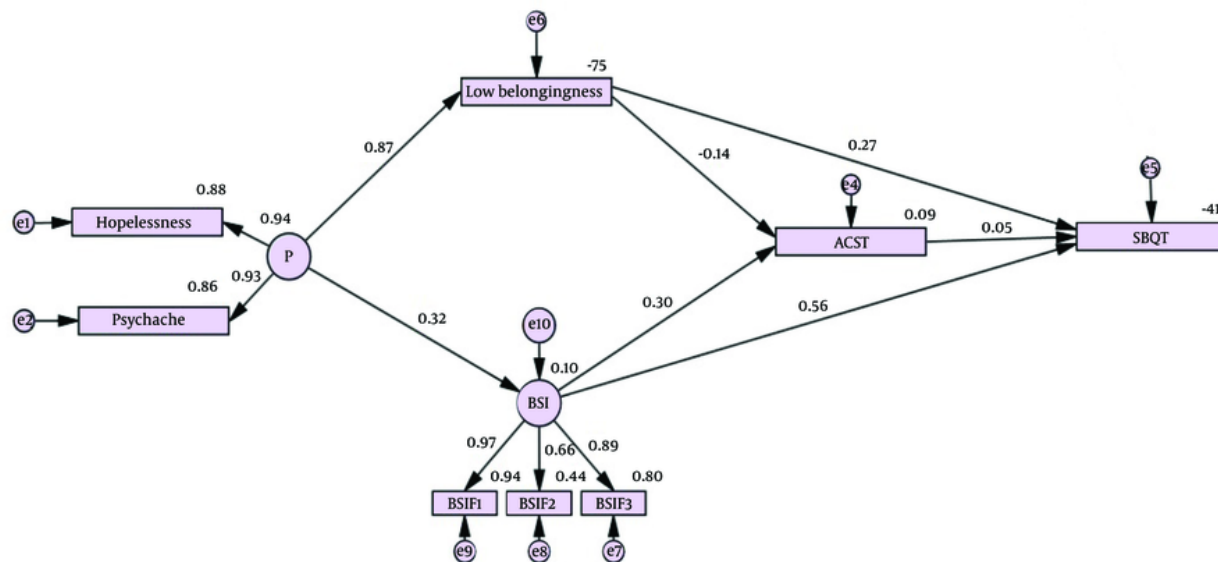 e6
-75
Low belongingness
0.87
0.27
-0.14
e5
e4
0.88
e1
Hopelessness
0.94
0.09
-41
P
ACST
0.05
SBQT
0.93
0.86
e2
Psychache
0.32
0.30
0.56
e10
0.10
BSI
0.97
0.66
0.89
0.94
0.44
0.80
BSIF1
BSIF2
BSIF3
e9
e8
e7